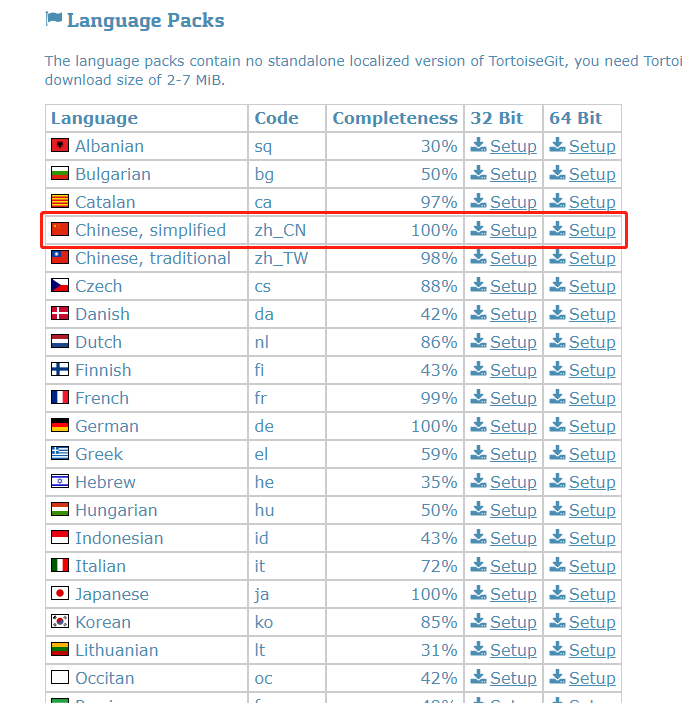 Language Packs
The language packs contain no standalone localized version of TortoiseGit, you need Tortoi
download size of 2-7 MiB.
Language Code Completeness 32 Bit 64 Bit
Albanian sq 30% Setup Setup
Bulgarian bg 50% Setup Setup
Catalan ca 97% Setup Setup
Chinese, simplified zh_CN 100% Setup Setup
Chinese, traditional zh_TW 98% Setup Setup
Czech cs 88% Setup Setup
Danish da 42% Setup Setup
Dutch nl 86% Setup Setup
Finnish fi 43% Setup Setup
French fr 99% Setup Setup
German de 100% Setup Setup
Greek el 59% Setup Setup
Hebrew he 35% Setup Setup
Hungarian hu 50% Setup Setup
Indonesian id 43% Setup Setup
Italian it 72% Setup Setup
Japanese ja 100% Setup Setup
Korean ko 85% Setup Setup
Lithuanian lt 31% Setup Setup
Occitan oc 42% Setup Setup